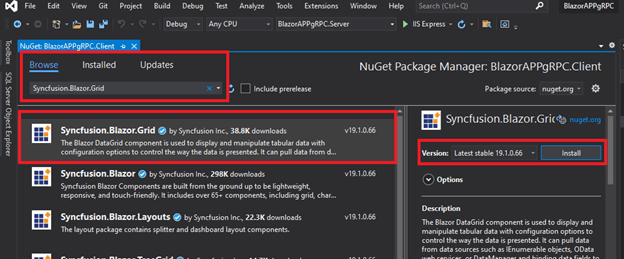 File Edit View Git Project Build Debug Test Analyze Tools Extensions Window Help Search (Ctrl+Q) BlazorAPPgRPC
Debug Any CPU BlazorAPPgRPC.Server IIS Express
Toolbox
SQL Server Object Explorer
NuGet: BlazorAPPgRPC.Client
Browse Installed Updates
NuGet Package Manager: BlazorAPPgRPC.Client
Syncfusion.Blazor.Grid
Include prerelease
Package source: nuget.org
Syncfusion.Blazor.Grid by Syncfusion Inc., 38.8K downloads v19.1.0.66
The Blazor DataGrid component is used to display and manipulate tabular data with
configuration options to control the way the data is presented. It can pull data from d...
Syncfusion.Blazor by Syncfusion Inc., 298K downloads v19.1.0.66
Syncfusion Blazor Components are built from the ground up to be lightweight,
responsive, and touch-friendly. It includes over 65+ components, including grid, char...
Syncfusion.Blazor.Layouts by Syncfusion Inc., 22.3K downloads v19.1.0.66
The layout package contains splitter and dashboard layout components.
Syncfusion.Blazor.Gri
nuget.org
Version: Latest stable 19.1.0.66 Install
Options
Description
The Blazor DataGrid component is used to display and
manipulate tabular data with configuration options to
control the way the data is presented. It can pull data
from data sources such as IEnumerable objects, OData
web services, or DataManager and binding data fields to